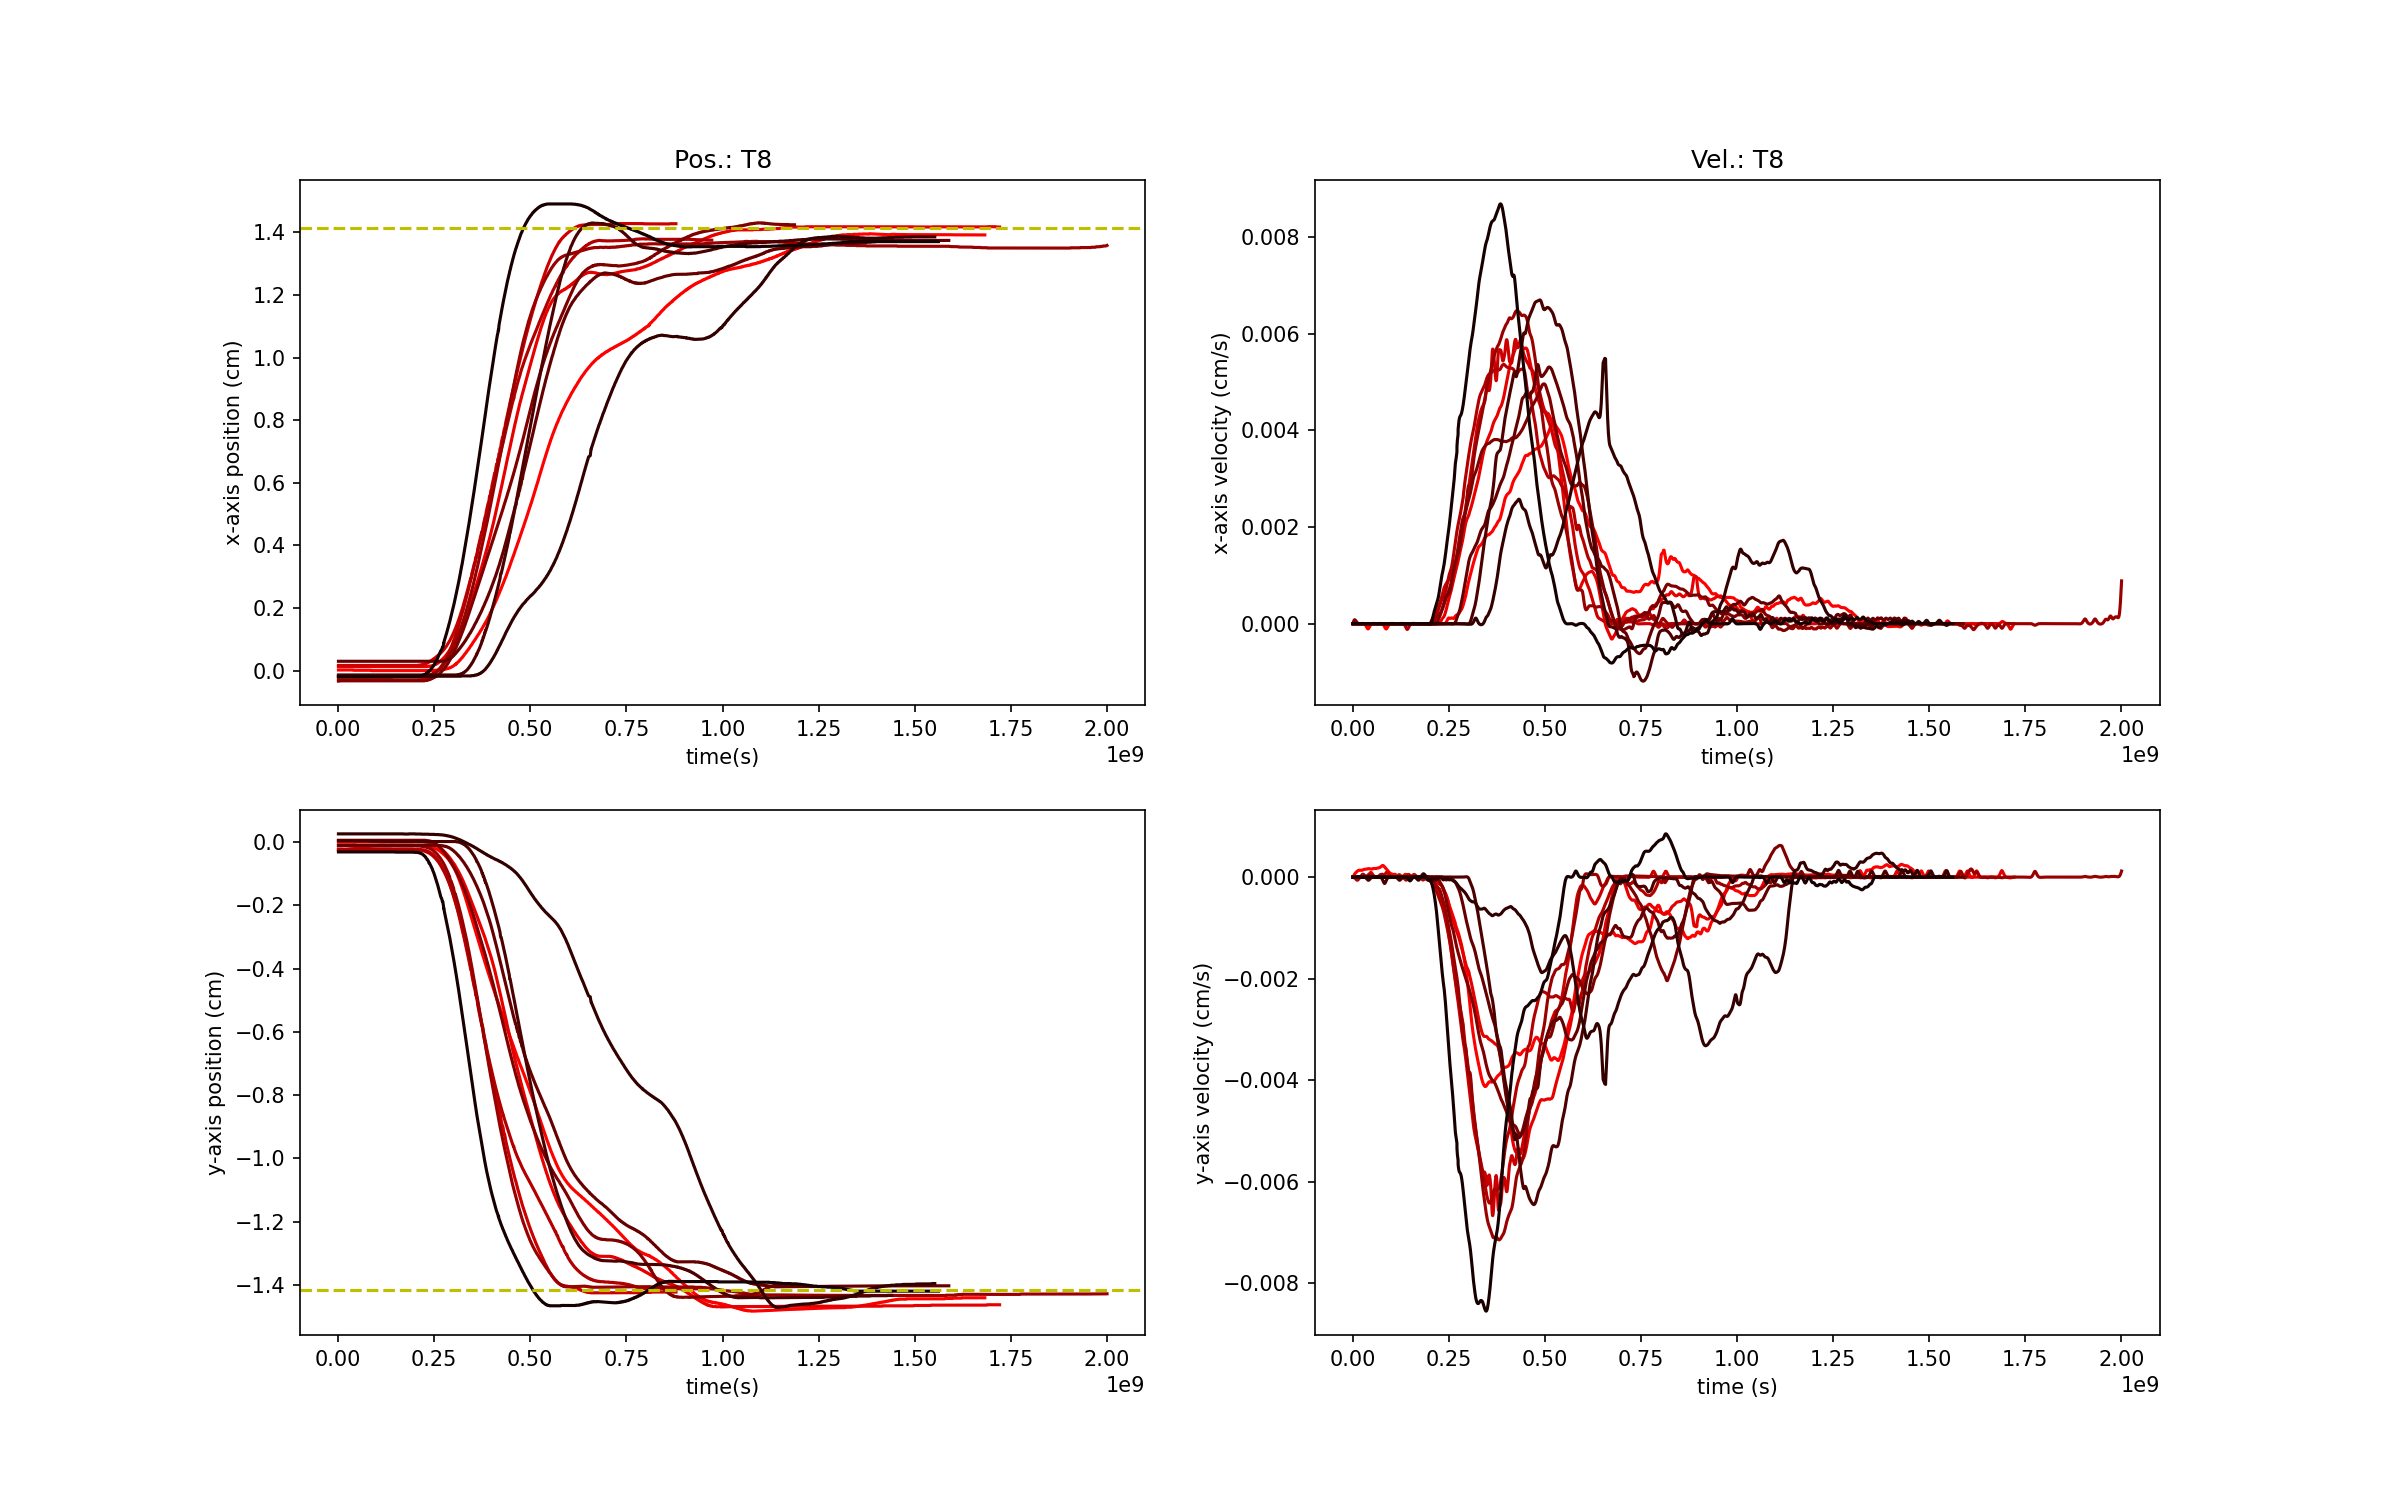 Pos.: T8
x-axis position (cm)
1.4
1.2
1.0
0.8
0.6
0.4
0.2
0.0
0.00 0.25 0.50 0.75 1.00 1.25 1.50 1.75 2.00
time(s)
1e9
Vel.: T8
x-axis velocity (cm/s)
0.008
0.006
0.004
0.002
0.000
0.00 0.25 0.50 0.75 1.00 1.25 1.50 1.75 2.00
time(s)
1e9
y-axis position (cm)
0.0
−0.2
−0.4
−0.6
−0.8
−1.0
−1.2
−1.4
0.00 0.25 0.50 0.75 1.00 1.25 1.50 1.75 2.00
time(s)
1e9
y-axis velocity (cm/s)
0.000
−0.002
−0.004
−0.006
−0.008
0.00 0.25 0.50 0.75 1.00 1.25 1.50 1.75 2.00
time (s)
1e9